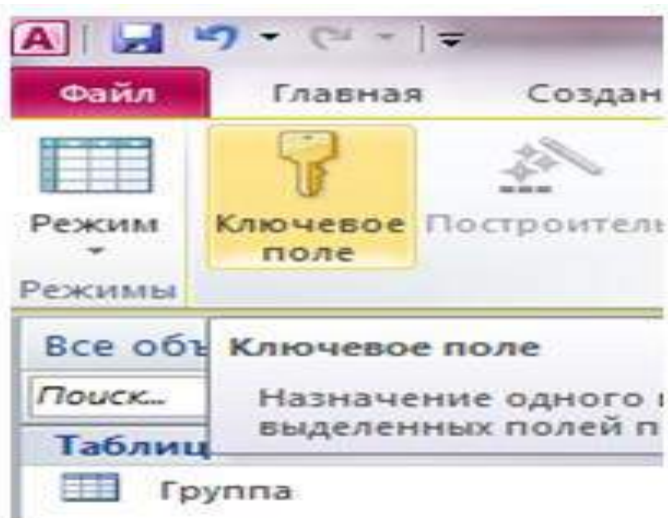 A
Файл Главная Создан
Режим
Ключевое
поле
Построитель
Режимы
Все объ
Ключевое поле
Поиск...
Назначение одного и
выделенных полей п
Таблиц
Группа